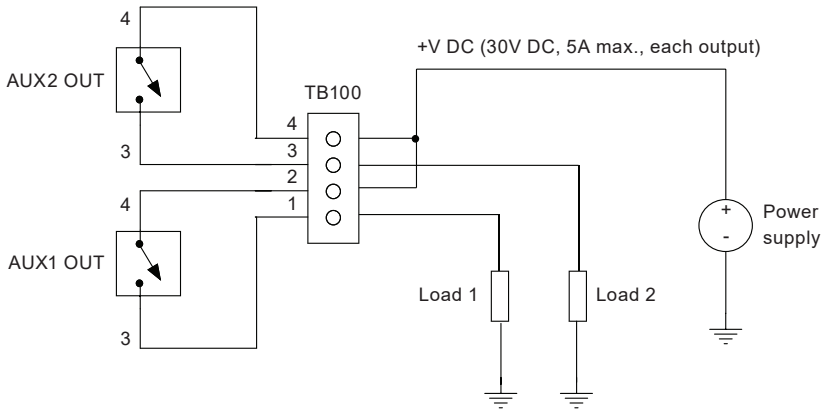 4
+V DC (30V DC, 5A max., each output)
AUX2 OUT
TB100
4
3
3
2
4
1
Power
supply
+
-
AUX1 OUT
Load 1
Load 2
3